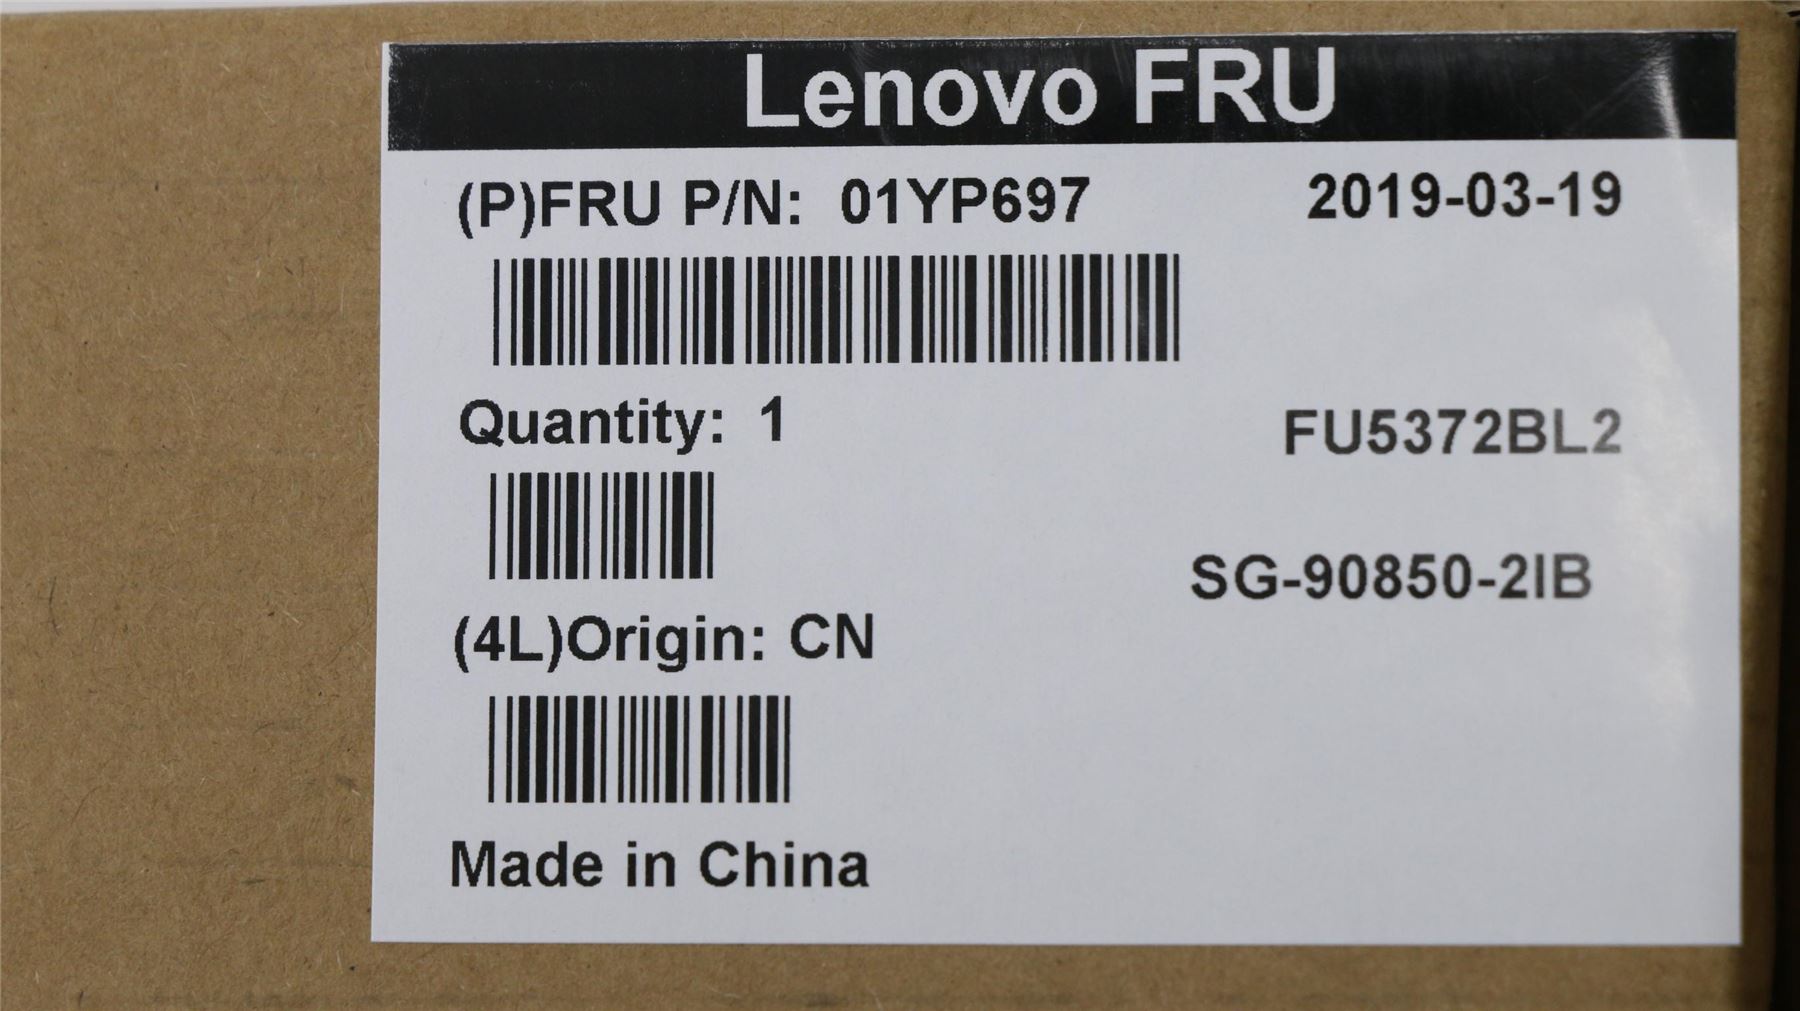 Lenovo FRU
(P)FRU P/N: 01YP697 2019-03-19
Quantity: 1 FU5372BL2
SG-90850-2IB
(4L)Origin: CN
Made in China